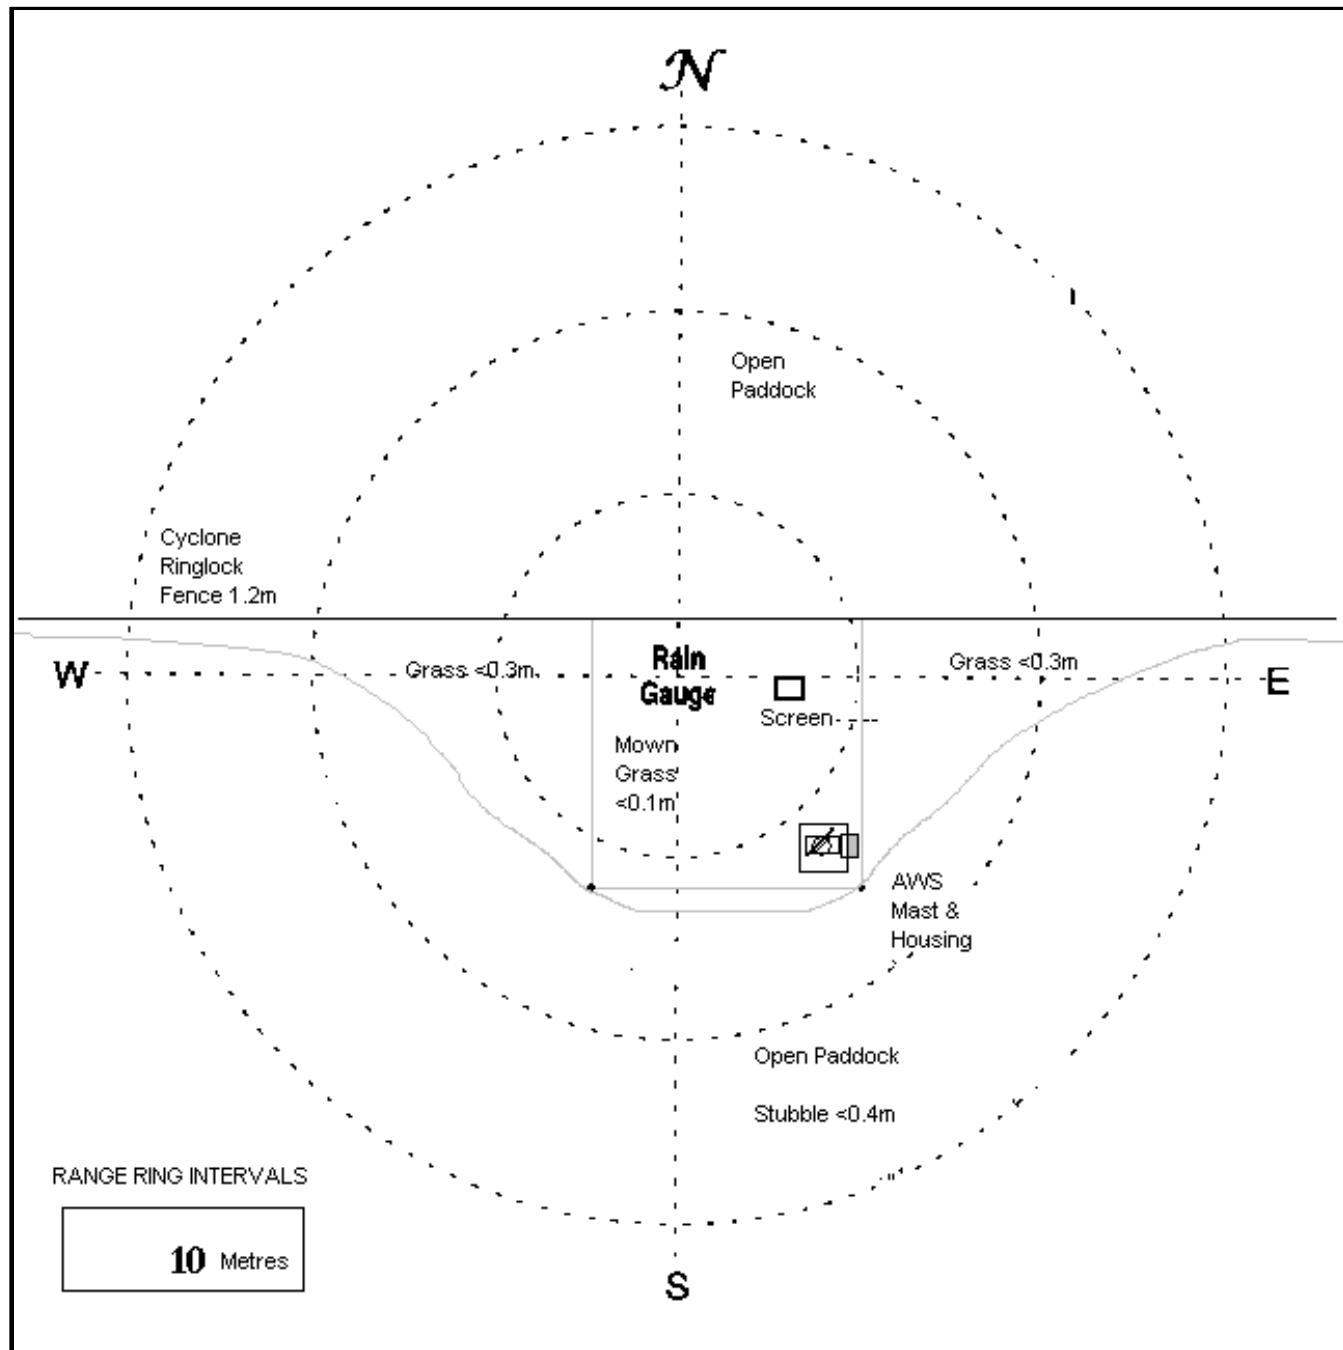 N
Open
Paddock
Cyclone
Ringlock
Fence 1.2m
W
Grass <0.3m
Rain
Gauge
Grass <0.3m
E
Screen
Mown
Grass
<0.1m
AWS
Mast &
Housing
Open Paddock
Stubble <0.4m
RANGE RING INTERVALS
10 Metres
S